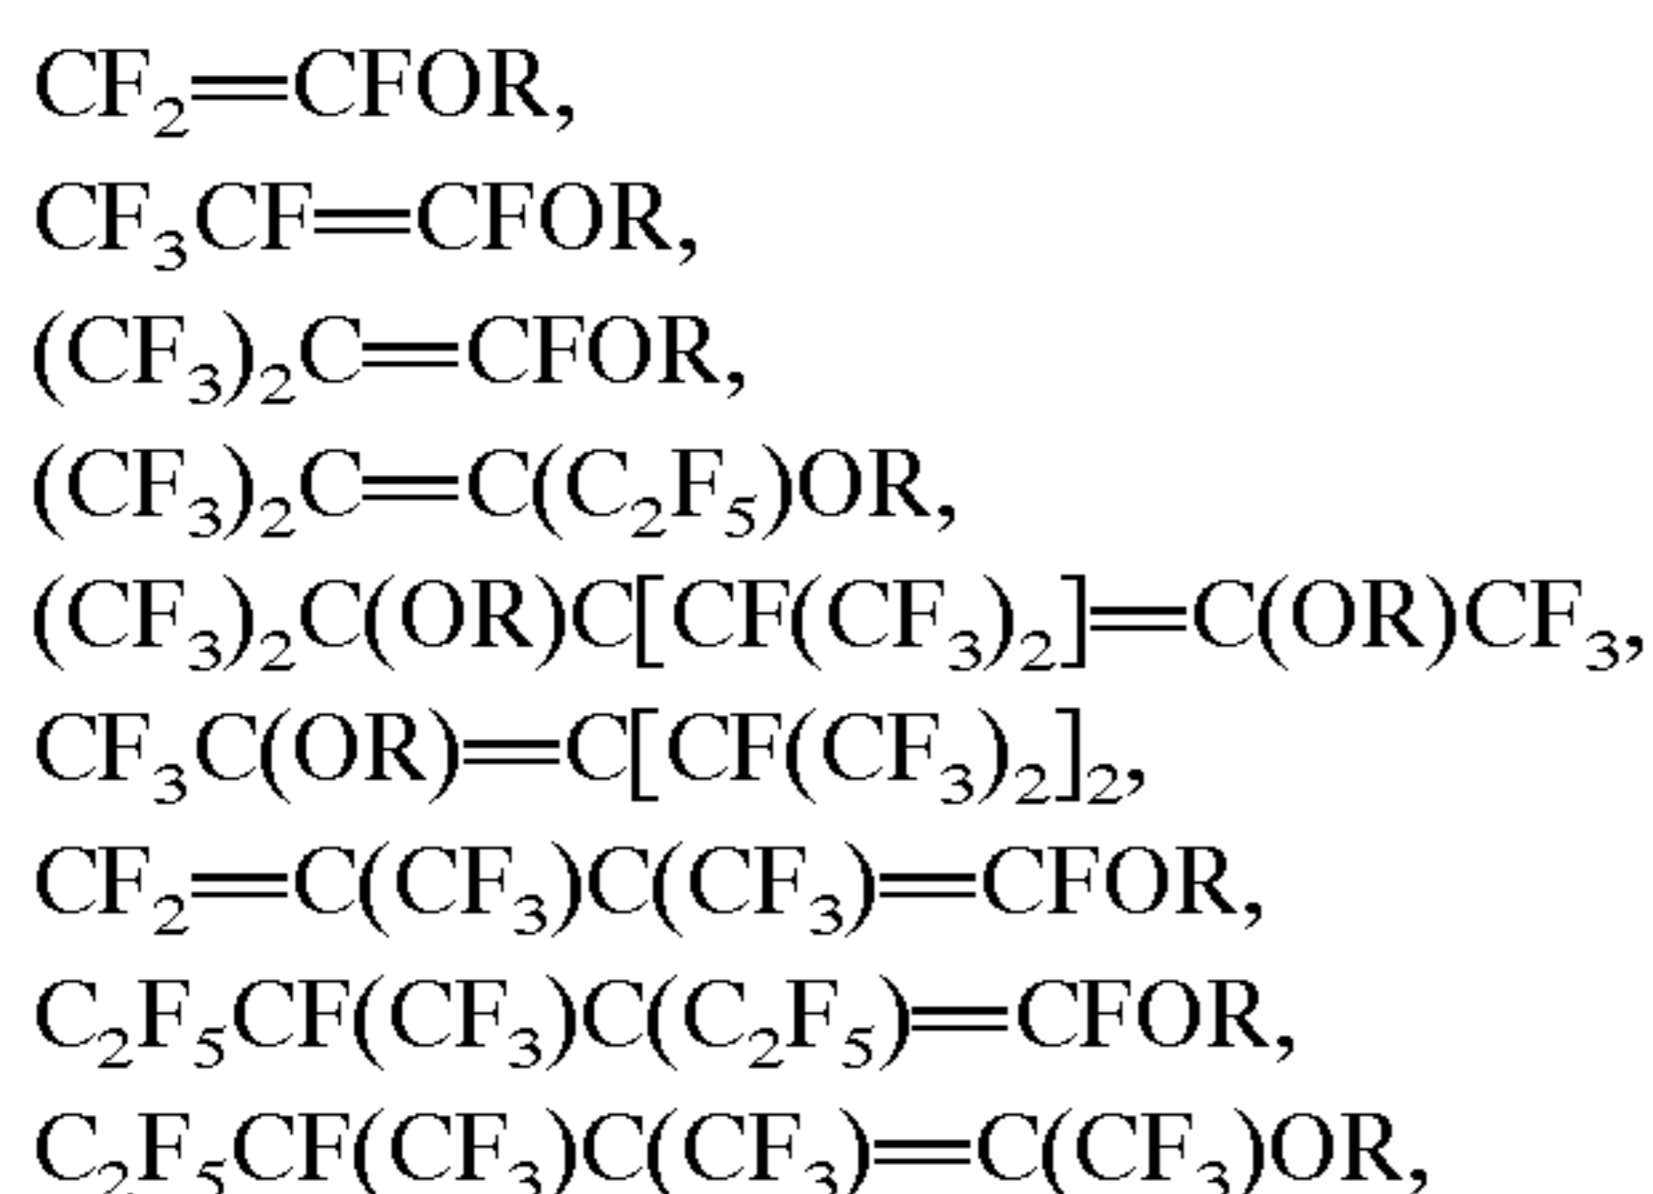 CF₂=CFOR,
CF₃CF=CFOR,
(CF₃)₂C=CFOR,
(CF₃)₂C=C(C₂F₅)OR,
(CF₃)₂C(OR)C[CF(CF₃)₂]=C(OR)CF₃,
CF₃C(OR)=C[CF(CF₃)₂]₂,
CF₂=C(CF₃)C(CF₃)=CFOR,
C₂F₅CF(CF₃)C(C₂F₅)=CFOR,
C₂F₅CF(CF₃)C(CF₃)=C(CF₃)OR,